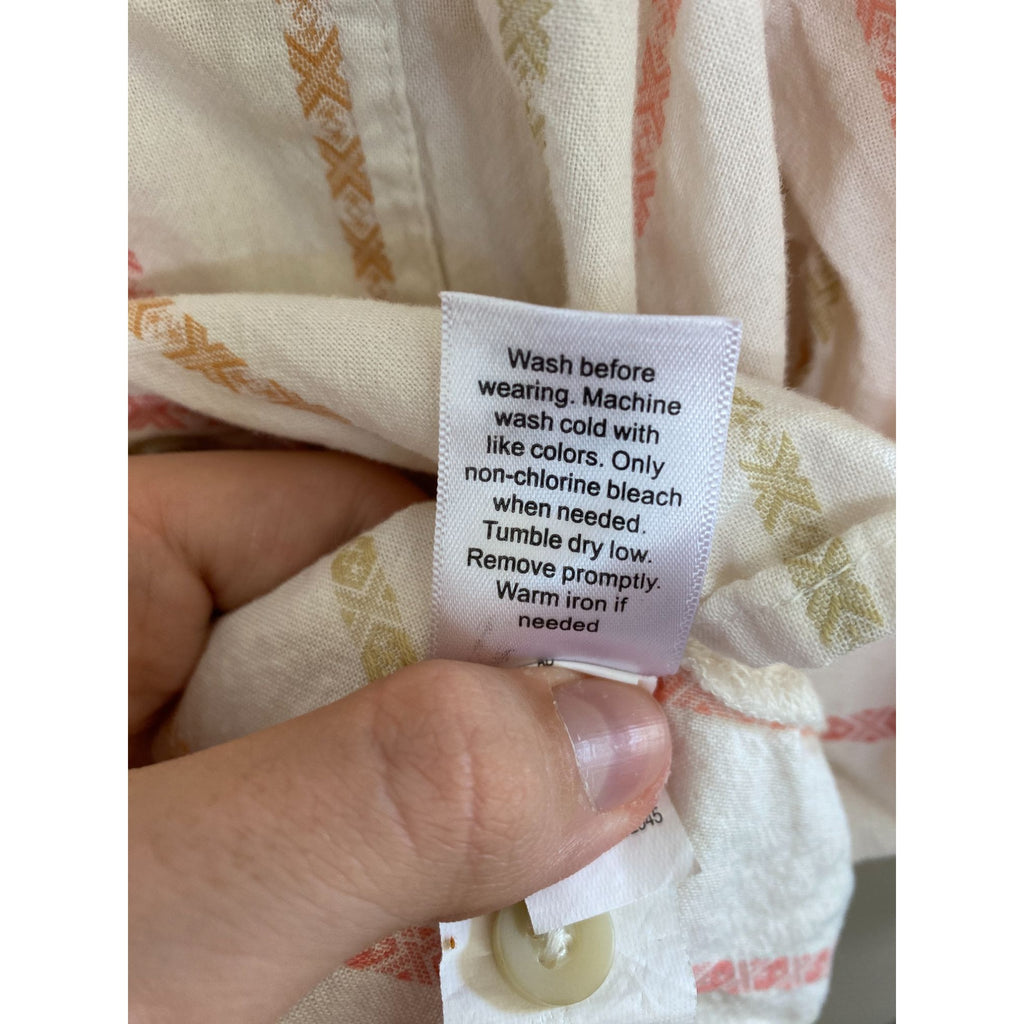 Wash before
wearing. Machine
wash cold with
like colors. Only
non-chlorine bleach
when needed.
Tumble dry low.
Remove promptly.
Warm iron if
needed